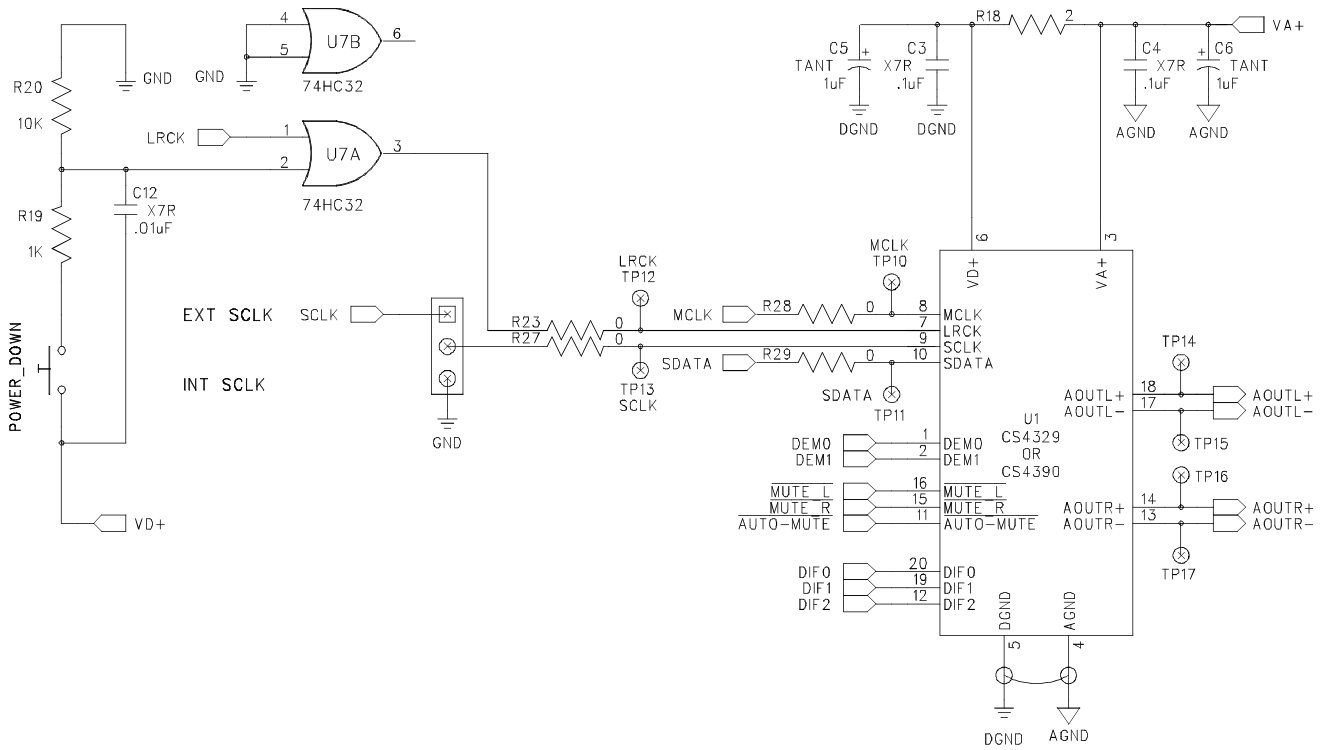 4
5
6
U7B
74HC32
GND
GND
R20
10K
LRCK
1
2
3
U7A
74HC32
C12
X7R
.01uF
R19
1K
POWER_DOWN
VD+
EXT SCLK
SCLK
INT SCLK
GND
R23
0
R27
0
LRCK
TP12
TP13
SCLK
MCLK
R28
0
MCLK
TP10
SDATA
R29
0
SDATA
TP11
R18
2
VA+
C5
+
TANT
1uF
C3
X7R
.1uF
DGND
DGND
C4
X7R
.1uF
C6
+
TANT
1uF
AGND
AGND
6
VD+
3
VA+
8
MCLK
7
LRCK
9
SCLK
10
SDATA
U1
CS4329
OR
CS4390
DEM0
1
DEM0
DEM1
2
DEM1
MUTE_L
16
MUTE_L
MUTE_R
15
MUTE_R
AUTO-MUTE
11
AUTO-MUTE
DIF0
20
DIF0
DIF1
19
DIF1
DIF2
12
DIF2
TP14
AOUTL+
18
AOUTL+
AOUTL-
17
AOUTL-
TP15
TP16
AOUTR+
14
AOUTR+
AOUTR-
13
AOUTR-
TP17
DGND
5
AGND
4
DGND
AGND